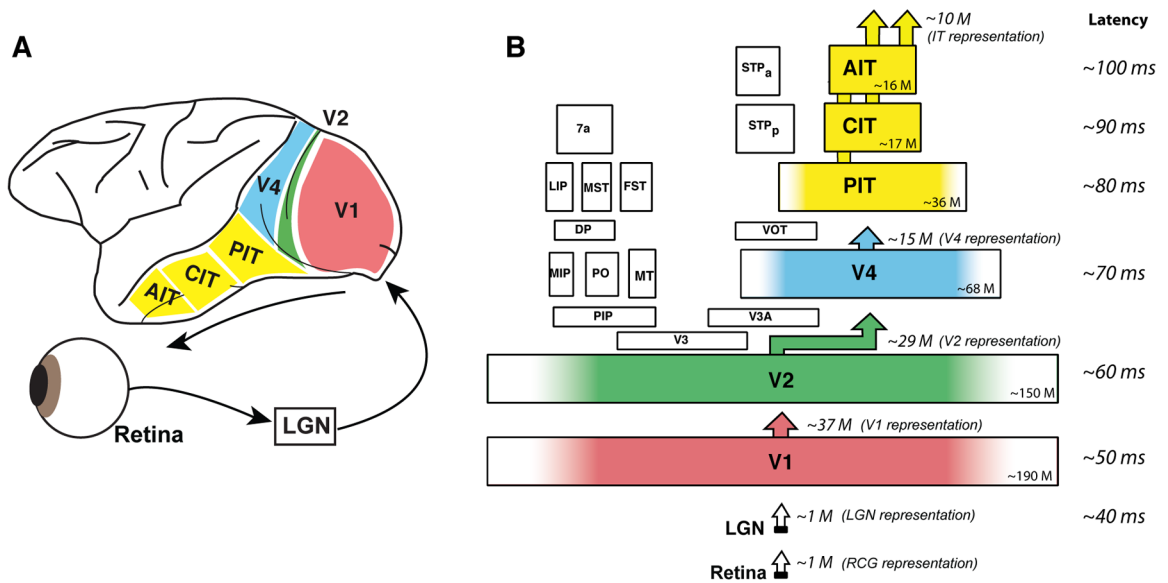 A
V2
V4
V1
PIT
CIT
AIT
Retina
LGN
B
Latency
~10 M
(IT representation)
STPa
AIT
~16 M
~100 ms
7a
STPp
CIT
~17 M
~90 ms
LIP
MST
FST
PIT
~36 M
~80 ms
DP
VOT
~15 M (V4 representation)
MIP
PO
MT
V4
~68 M
~70 ms
PIP
V3A
V3
~29 M (V2 representation)
V2
~150 M
~60 ms
~37 M (V1 representation)
V1
~190 M
~50 ms
LGN
~1 M (LGN representation)
~40 ms
Retina
~1 M (RCG representation)